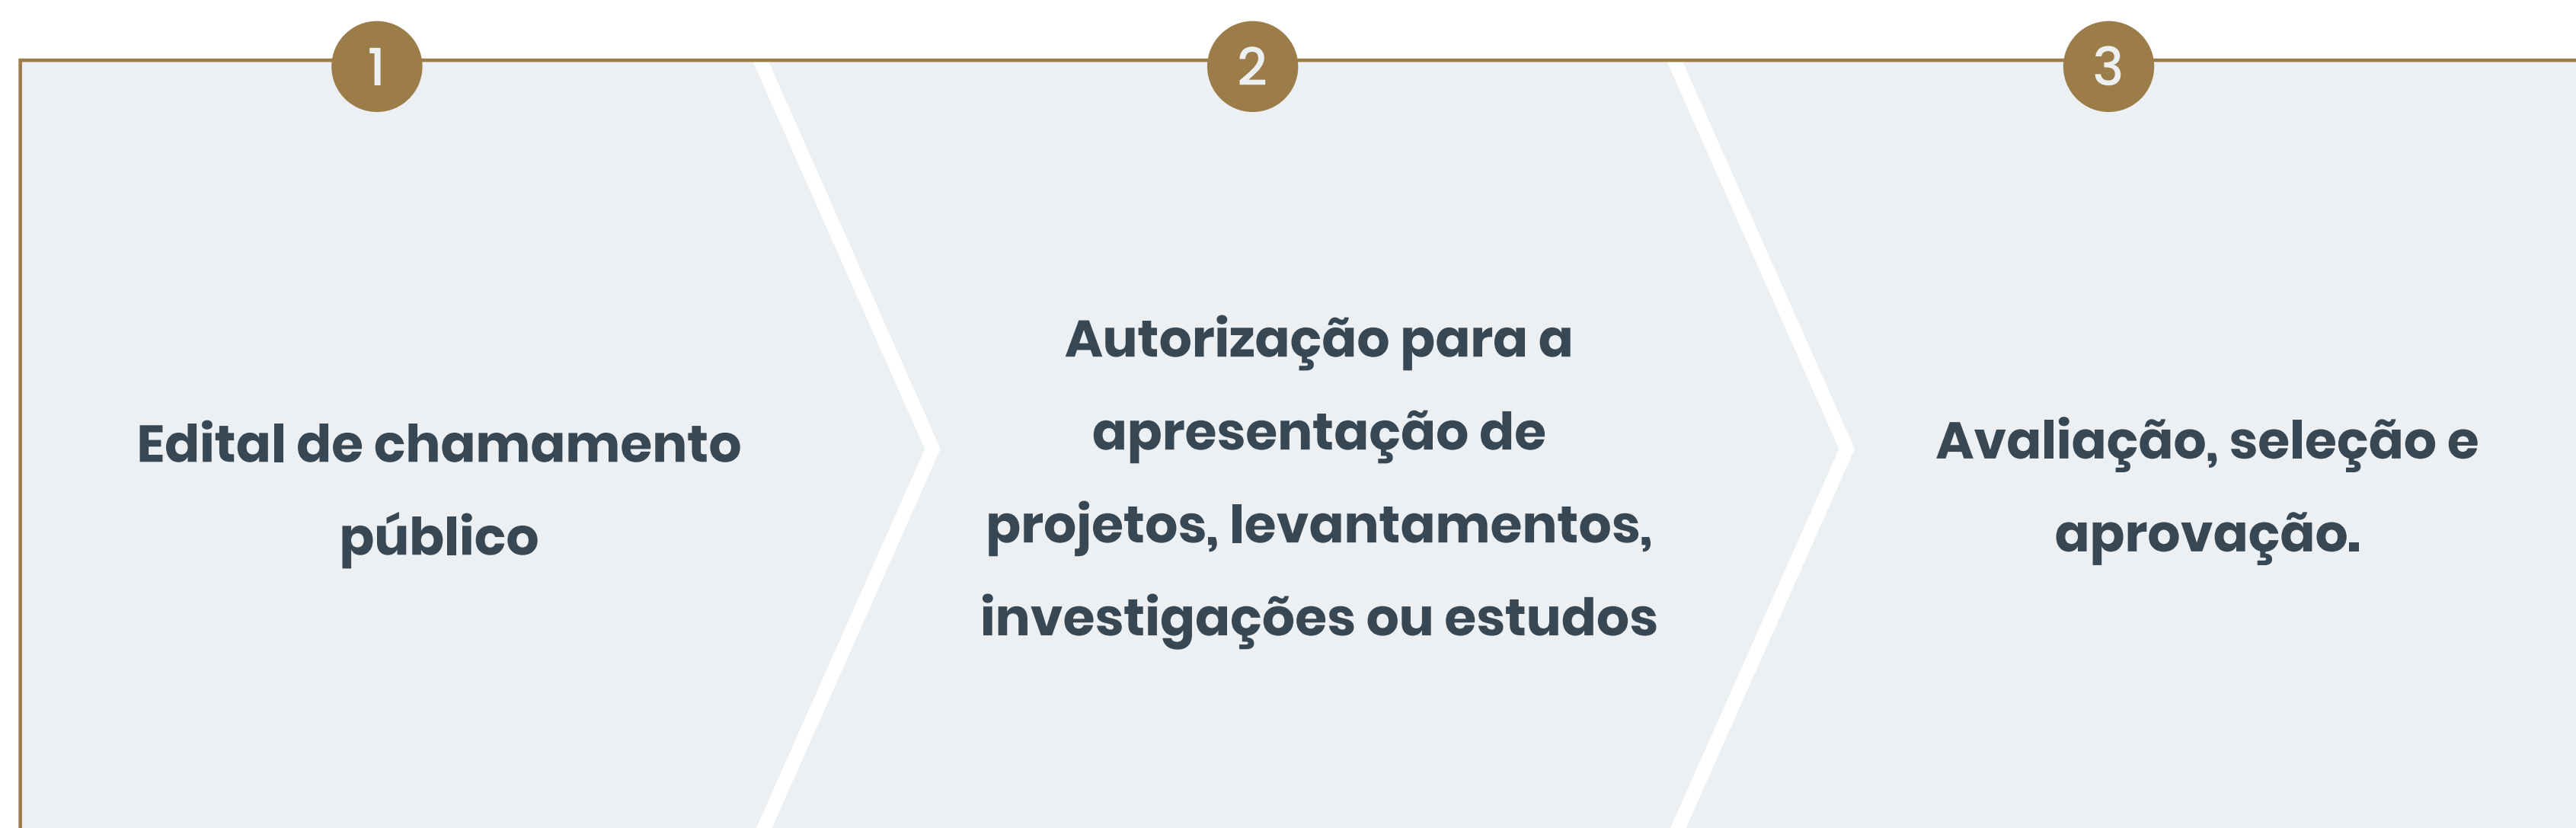 1
Edital de chamamento
público
2
Autorização para a
apresentação de
projetos, levantamentos,
investigações ou estudos
3
Avaliação, seleção e
aprovação.